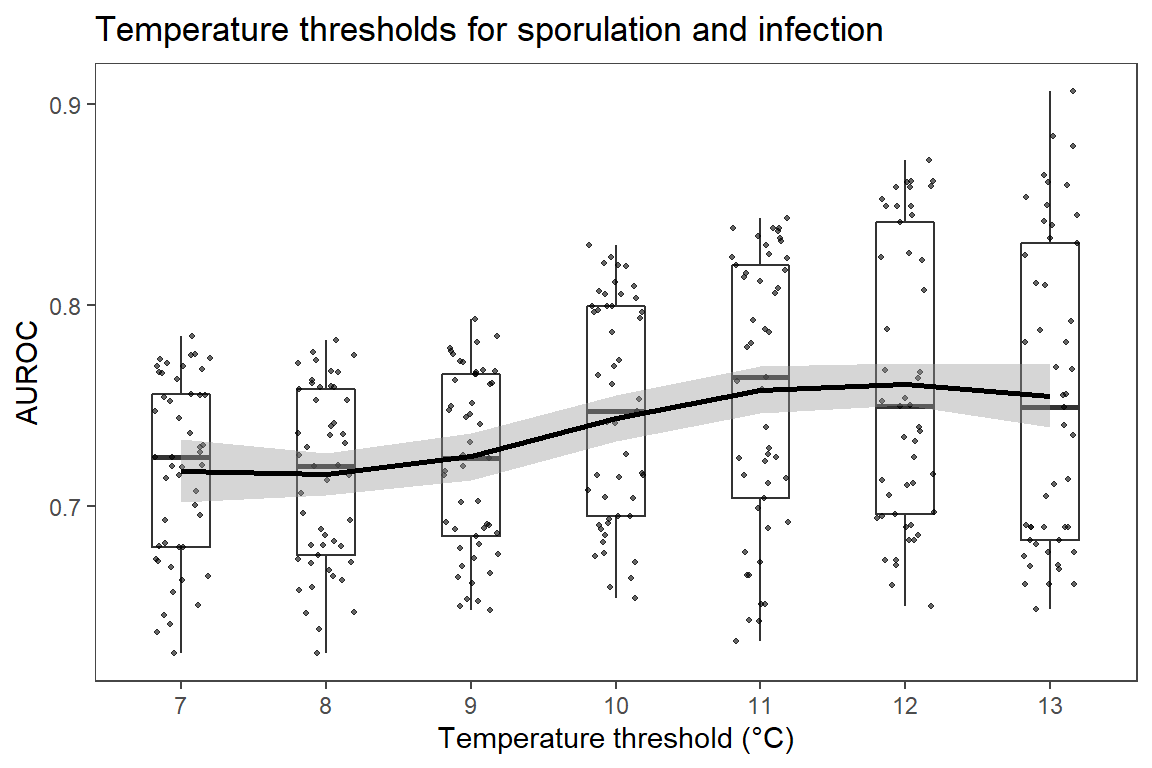 Temperature thresholds for sporulation and infection
0.9
0.8
0.7
AUROC
7 8 9 10 11 12 13
Temperature threshold (°C)